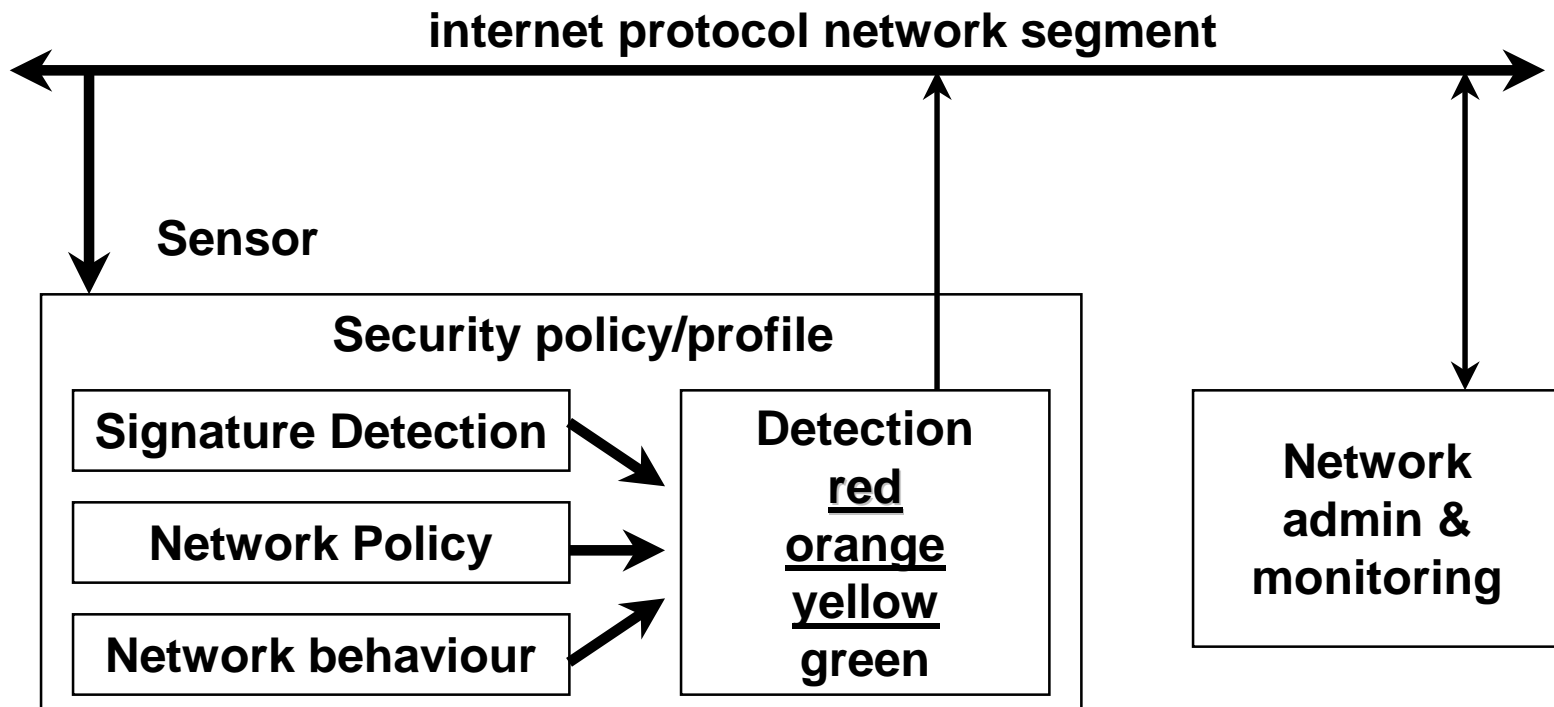 internet protocol network segment
Sensor
Security policy/profile
Signature Detection
Network Policy
Network behaviour
Detection
red
orange
yellow
green
Network
admin &
monitoring